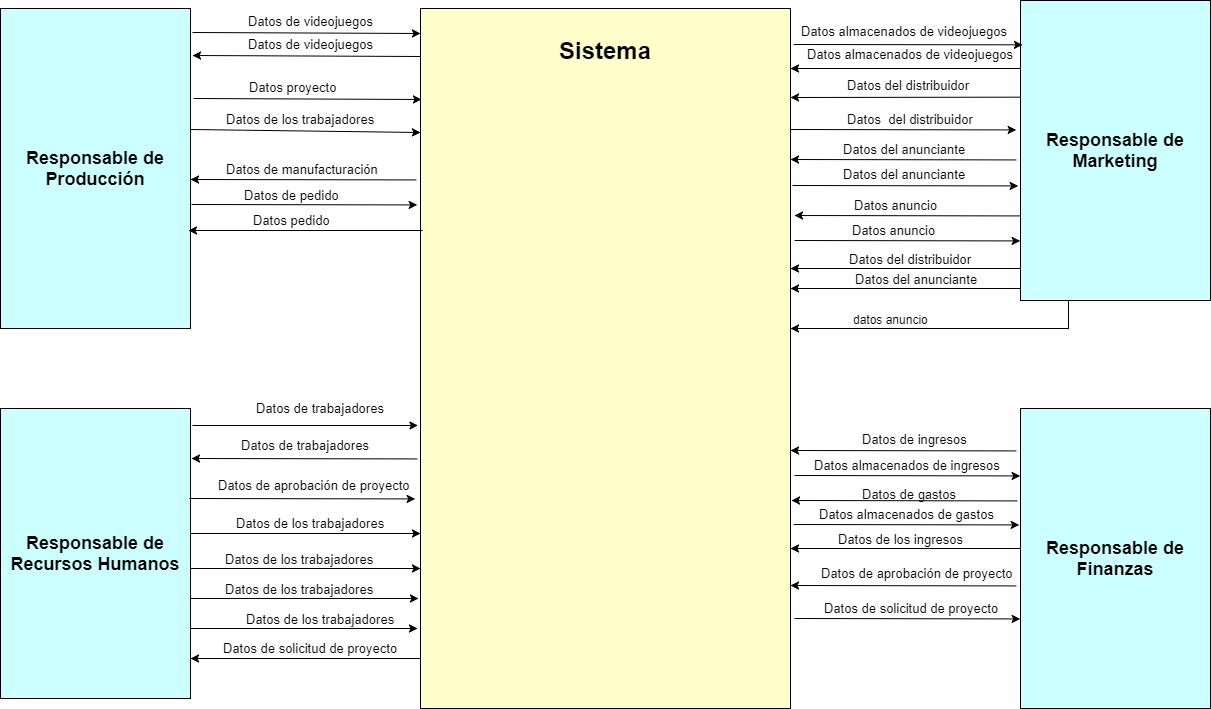 Responsable de
Producción
Datos de videojuegos
Datos de videojuegos
Datos proyecto
Datos de los trabajadores
Datos de manufacturación
Datos de pedido
Datos pedido
Sistema
Datos almacenados de videojuegos
Datos almacenados de videojuegos
Datos del distribuidor
Datos  del distribuidor
Datos del anunciante
Datos del anunciante
Datos anuncio
Datos anuncio
Datos del distribuidor
Datos del anunciante
datos anuncio
Responsable de
Marketing
Responsable de
Recursos Humanos
Datos de trabajadores
Datos de trabajadores
Datos de aprobación de proyecto
Datos de los trabajadores
Datos de los trabajadores
Datos de los trabajadores
Datos de los trabajadores
Datos de solicitud de proyecto
Datos de ingresos
Datos almacenados de ingresos
Datos de gastos
Datos almacenados de gastos
Datos de los ingresos
Datos de aprobación de proyecto
Datos de solicitud de proyecto
Responsable de
Finanzas